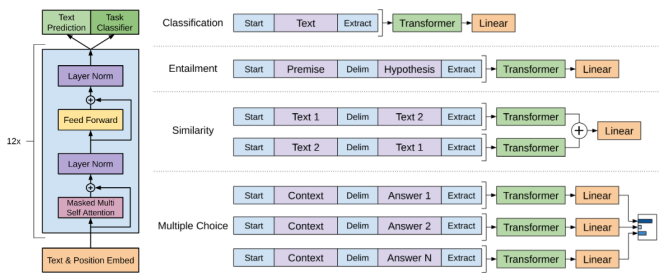 Text Prediction
Task Classifier
Layer Norm
Feed Forward
12x
Layer Norm
Masked Multi Self Attention
Text & Position Embed
Classification
Start Text Extract Transformer Linear
Entailment
Start Premise Delim Hypothesis Extract Transformer Linear
Similarity
Start Text 1 Delim Text 2 Extract Transformer
Start Text 2 Delim Text 1 Extract Transformer
Linear
Multiple Choice
Start Context Delim Answer 1 Extract Transformer Linear
Start Context Delim Answer 2 Extract Transformer Linear
Start Context Delim Answer N Extract Transformer Linear